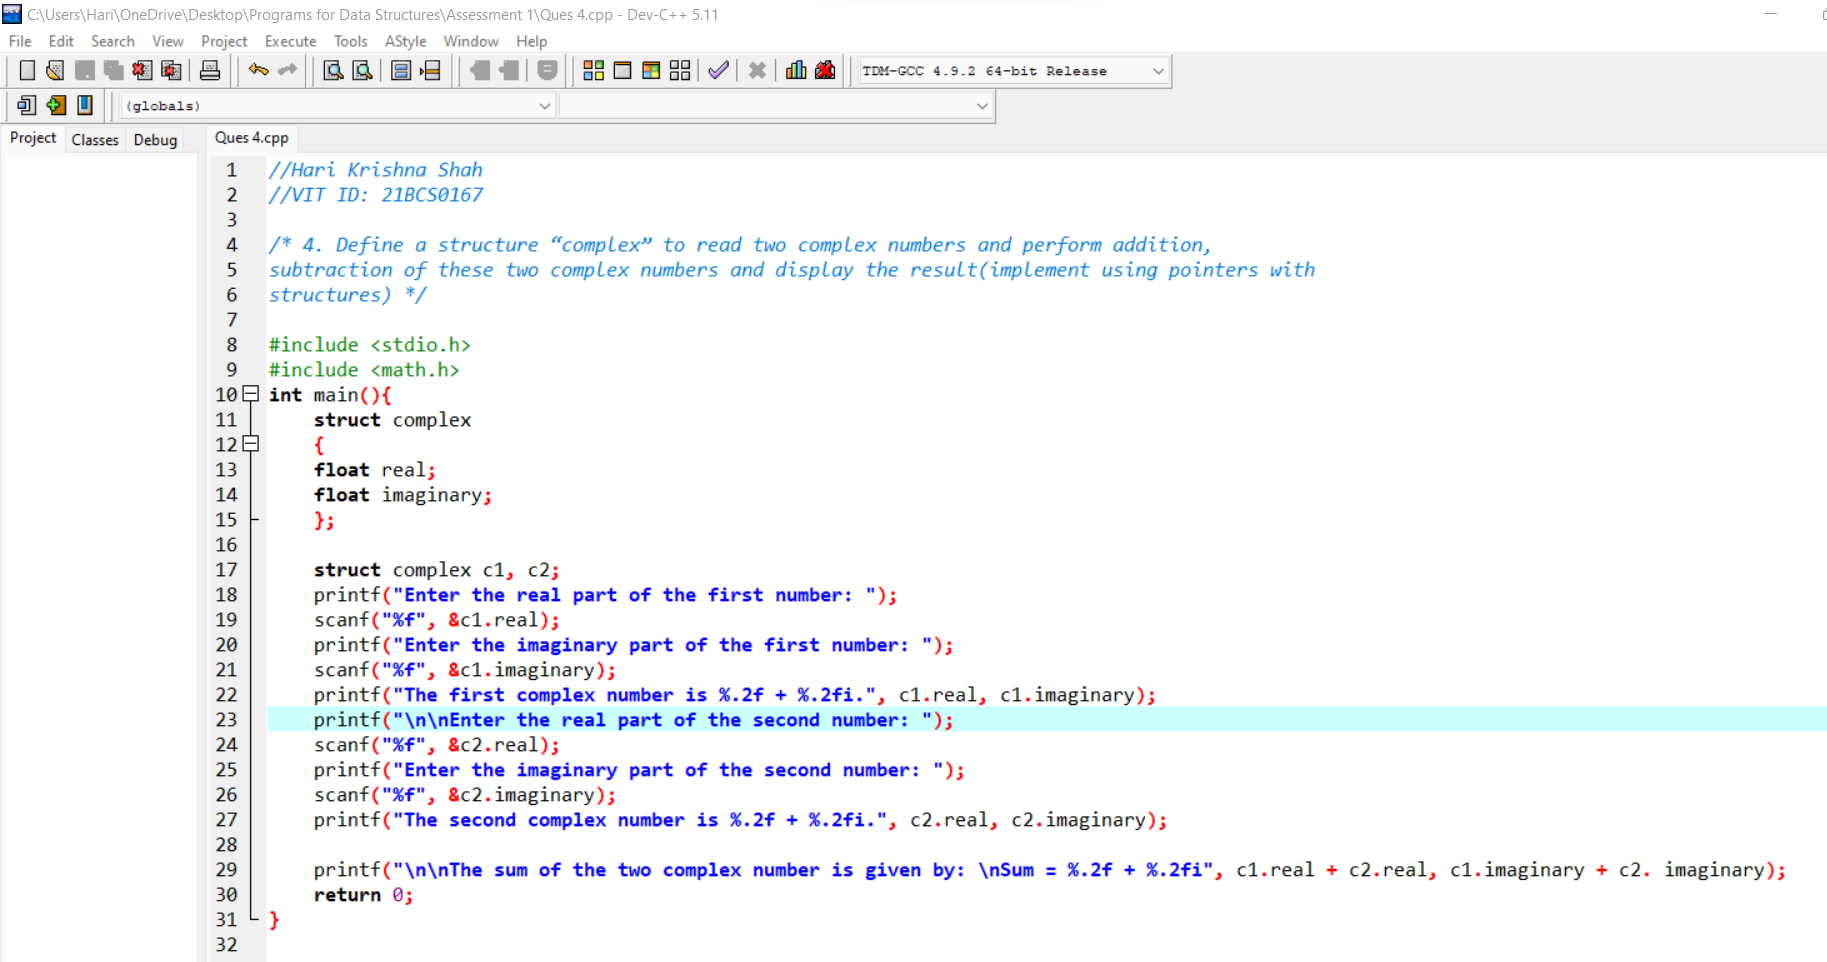 C:\Users\Hari\OneDrive\Desktop\Programs for Data Structures\Assessment 1\Ques 4.cpp - Dev-C++ 5.11
File Edit Search View Project Execute Tools AStyle Window Help
TDM-GCC 4.9.2 64-bit Release
(globals)
Project Classes Debug Ques 4.cpp
1 //Hari Krishna Shah
2 //VIT ID: 21BCS0167
3
4 /* 4. Define a structure “complex” to read two complex numbers and perform addition,
5 subtraction of these two complex numbers and display the result(implement using pointers with
6 structures) */
7
8 #include <stdio.h>
9 #include <math.h>
10 int main(){
11 struct complex
12 {
13 float real;
14 float imaginary;
15 };
16
17 struct complex c1, c2;
18 printf("Enter the real part of the first number: ");
19 scanf("%f", &c1.real);
20 printf("Enter the imaginary part of the first number: ");
21 scanf("%f", &c1.imaginary);
22 printf("The first complex number is %.2f + %.2fi.", c1.real, c1.imaginary);
23 printf("\n\nEnter the real part of the second number: ");
24 scanf("%f", &c2.real);
25 printf("Enter the imaginary part of the second number: ");
26 scanf("%f", &c2.imaginary);
27 printf("The second complex number is %.2f + %.2fi.", c2.real, c2.imaginary);
28
29 printf("\n\nThe sum of the two complex number is given by: \nSum = %.2f + %.2fi", c1.real + c2.real, c1.imaginary + c2. imaginary);
30 return 0;
31 }
32